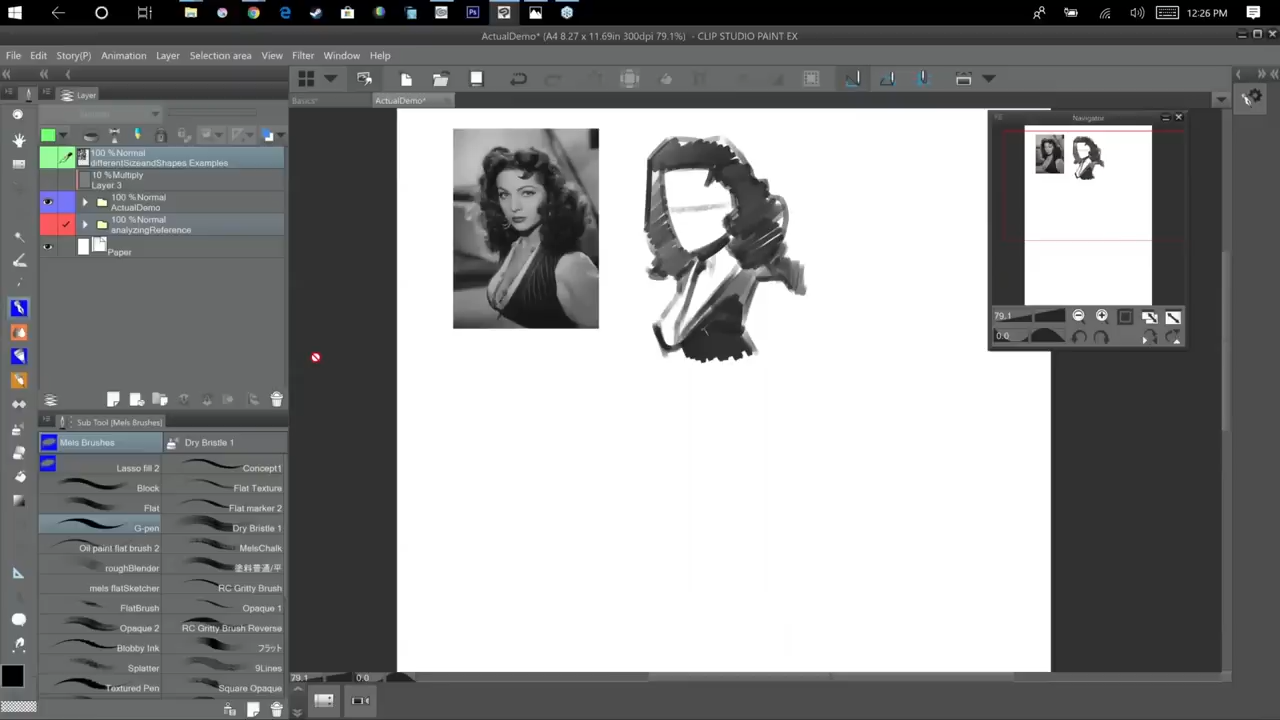 12:26 PM
ActualDemo* (A4 8.27 x 11.69in 300dpi 79.1%) - CLIP STUDIO PAINT EX
File Edit Story(P) Animation Layer Selection area View Filter Window Help
Layer
Basics*
ActualDemo*
Navigator
100 %Normal
differentSizeandShapes Examples
10 %Multiply
Layer 3
100 %Normal
ActualDemo
100 %Normal
analyzingReference
Paper
79.1
0.0
Sub Tool [Mels Brushes]
Mels Brushes
Dry Bristle 1
Lasso fill 2
Concept1
Block
Flat Texture
Flat
Flat marker 2
G-pen
Dry Bristle 1
Oil paint flat brush 2
MelsChalk
roughBlender
塗料普通/平
mels flatSketcher
RC Gritty Brush
FlatBrush
Opaque 1
Opaque 2
RC Gritty Brush Reverse
Blobby Ink
フラット
Splatter
9Lines
Textured Pen
Square Opaque
79.1
0.0